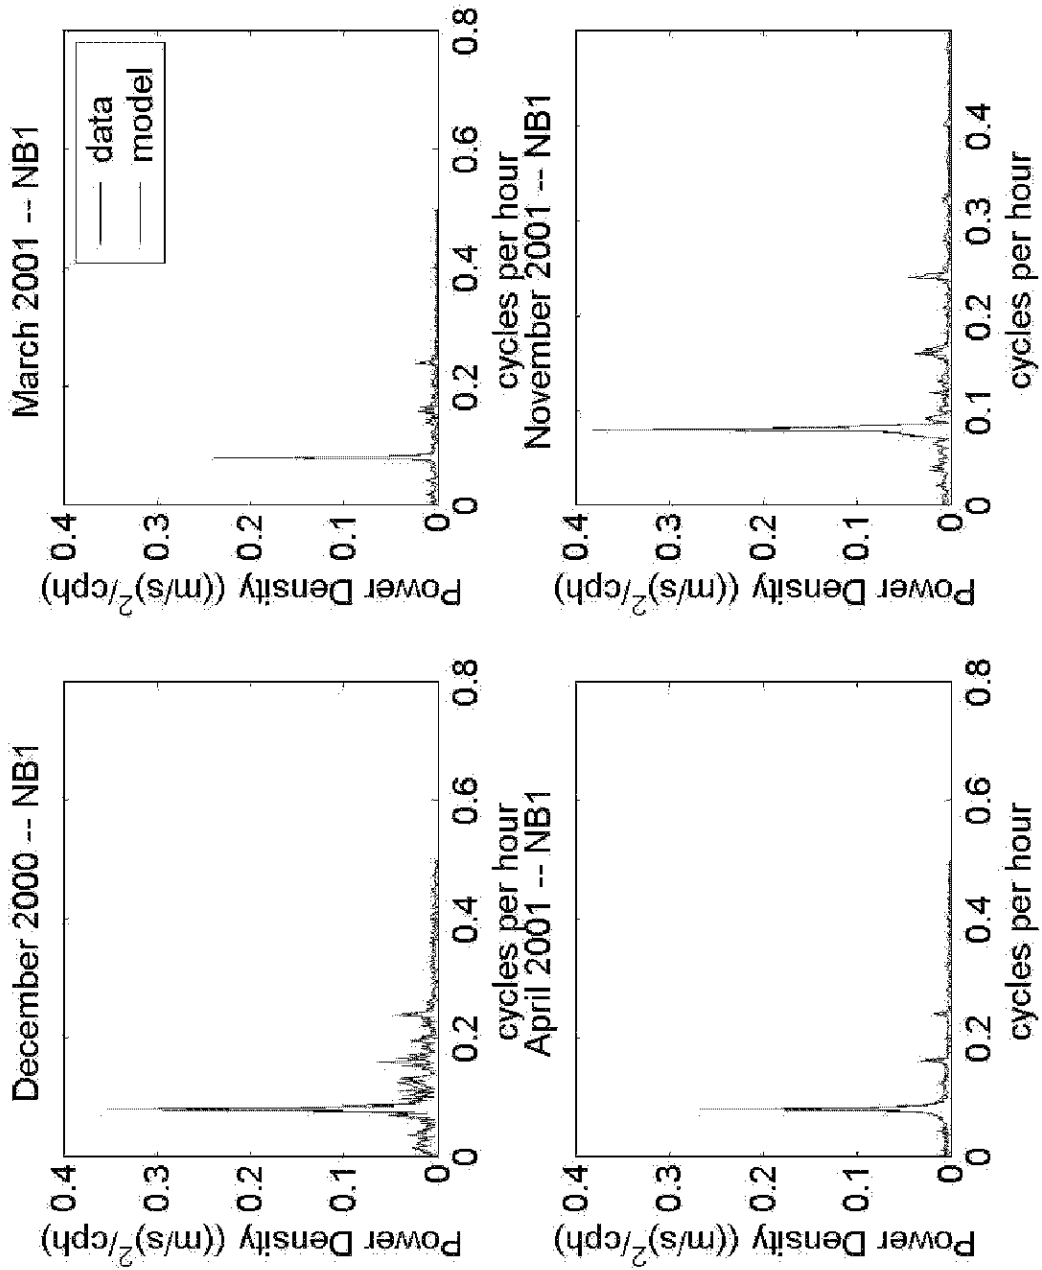 December 2000 -- NB1
Power Density ((m/s)²/cph)
0.4
0.3
0.2
0.1
0
0 0.2 0.4 0.6 0.8
cycles per hour
March 2001 -- NB1
data
model
Power Density ((m/s)²/cph)
0.4
0.3
0.2
0.1
0
0 0.2 0.4 0.6 0.8
cycles per hour
April 2001 -- NB1
Power Density ((m/s)²/cph)
0.4
0.3
0.2
0.1
0
0 0.2 0.4 0.6 0.8
cycles per hour
November 2001 -- NB1
Power Density ((m/s)²/cph)
0.4
0.3
0.2
0.1
0
0 0.1 0.2 0.3 0.4
cycles per hour